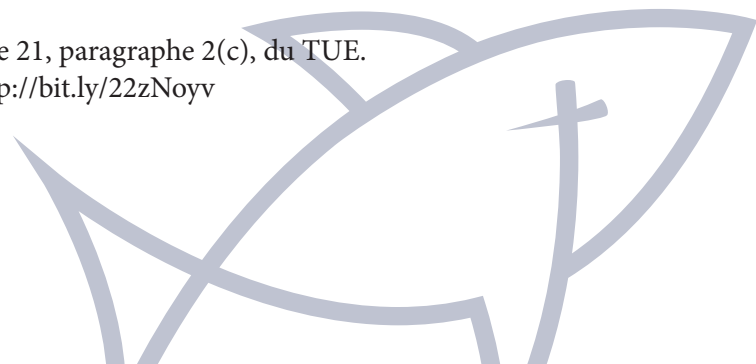 e 21, paragraphe 2(c), du TUE.
p://bit.ly/22zNoyv